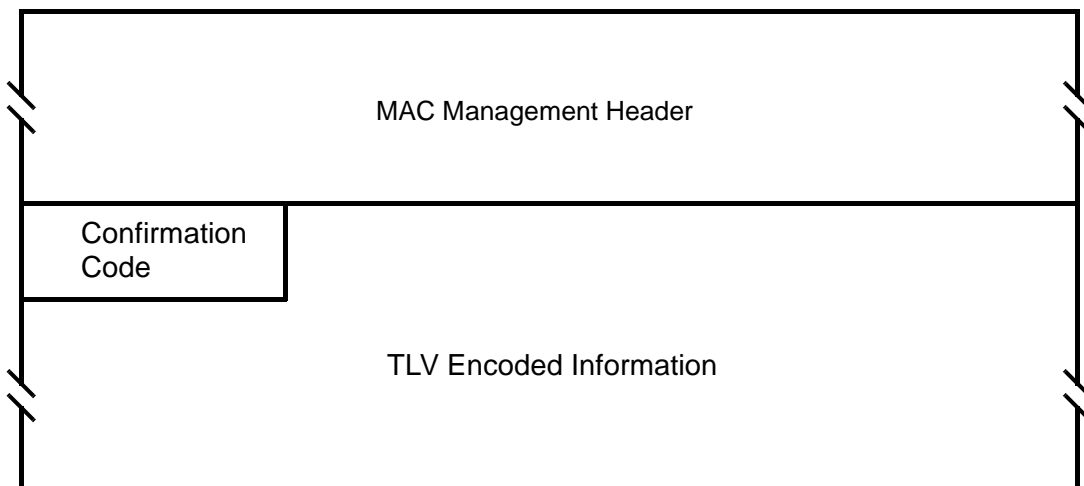 MAC Management Header
Confirmation
Code
TLV Encoded Information